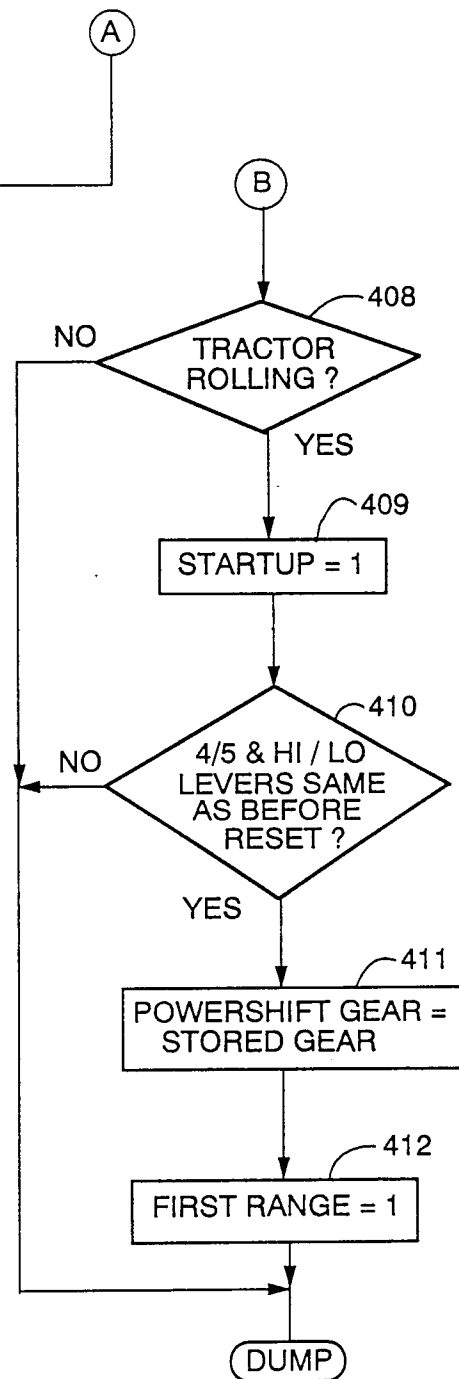 A
B
408
NO
TRACTOR
ROLLING ?
YES
409
STARTUP = 1
410
NO
4/5 & HI / LO
LEVERS SAME
AS BEFORE
RESET ?
YES
411
POWERSHIFT GEAR =
STORED GEAR
412
FIRST RANGE = 1
DUMP